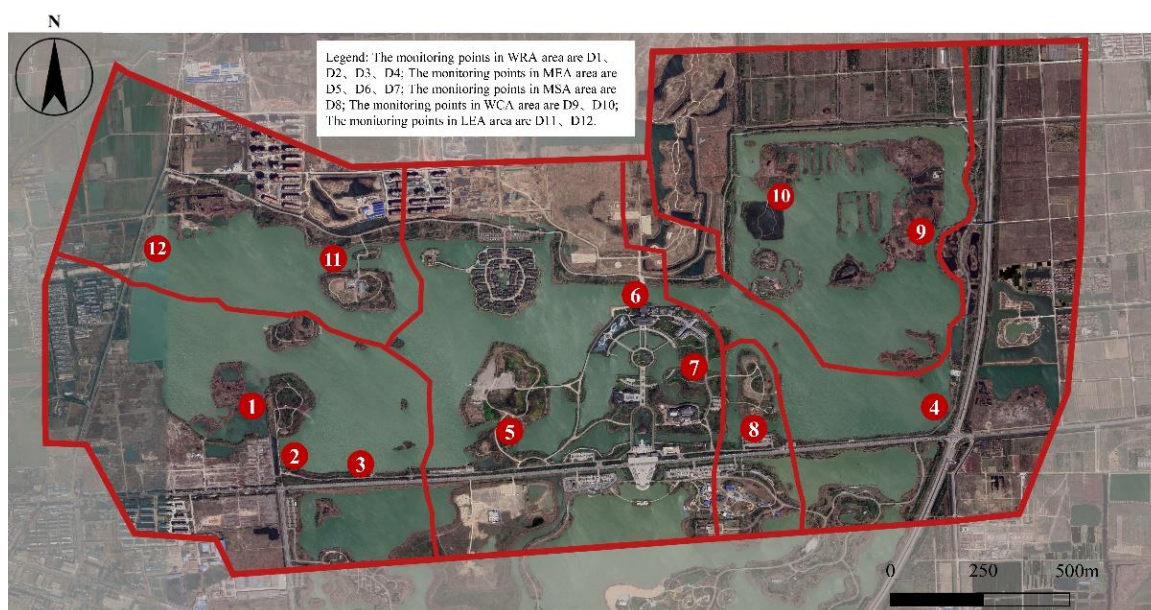 N
Legend: The monitoring points in WRA area are D1、
D2、D3、D4; The monitoring points in MEA area are
D5、D6、D7; The monitoring points in MSA area are
D8; The monitoring points in WCA area are D9、D10;
The monitoring points in LEA area are D11、D12.
10
9
12
11
6
7
1
4
5
8
2
3
0 250 500m